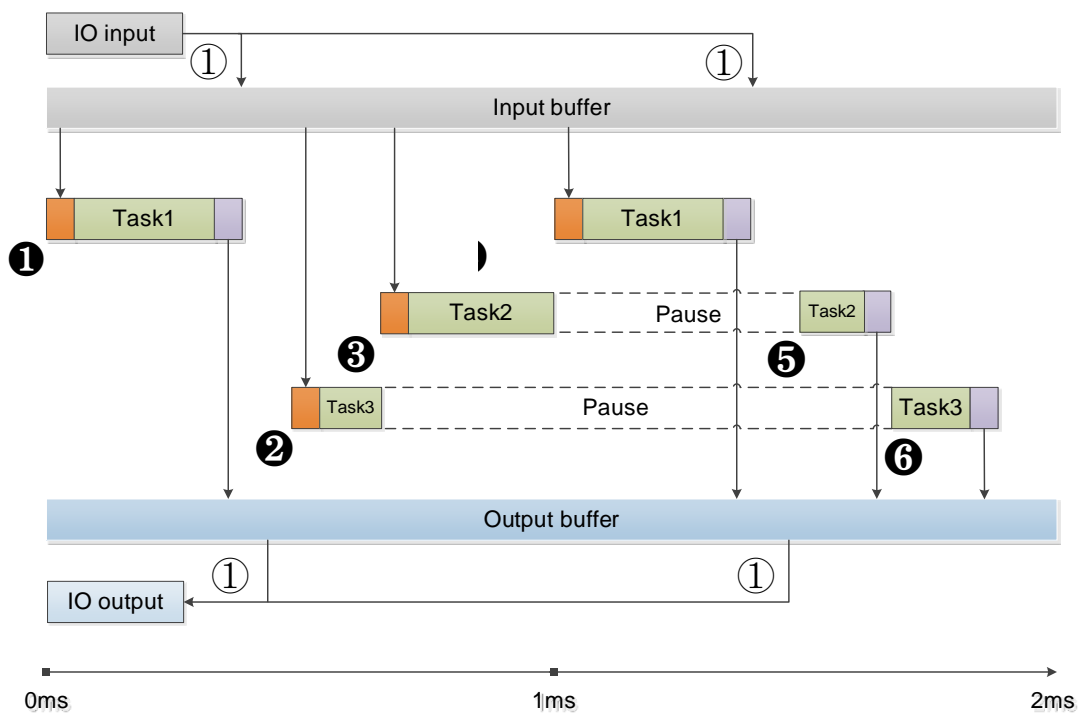 IO input
① ①
Input buffer
Task1 Task1
❶
Task2 Pause Task2
❸ ❺
Task3 Pause Task3
❷ ❻
Output buffer
① ①
IO output
0ms 1ms 2ms